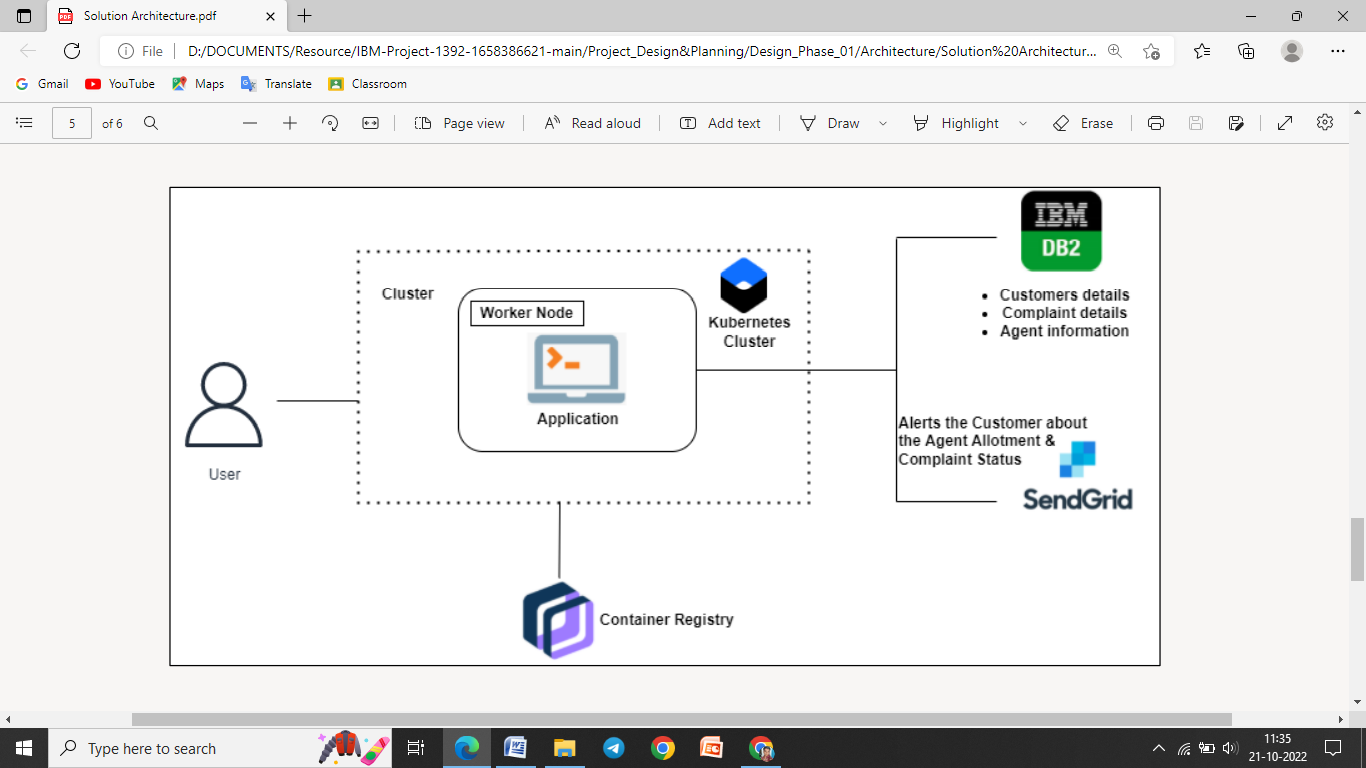 Solution Architecture.pdf
File
D:/DOCUMENTS/Resource/IBM-Project-1392-1658386621-main/Project_Design&Planning/Design_Phase_01/Architecture/Solution%20Architectur...
Gmail
YouTube
Maps
Translate
Classroom
5 of 6
Page view
Read aloud
Add text
Draw
Highlight
Erase
IBM
DB2
Cluster
Worker Node
Application
Kubernetes
Cluster
• Customers details
• Complaint details
• Agent information
User
Alerts the Customer about
the Agent Allotment &
Complaint Status
SendGrid
Container Registry
Type here to search
11:35
21-10-2022